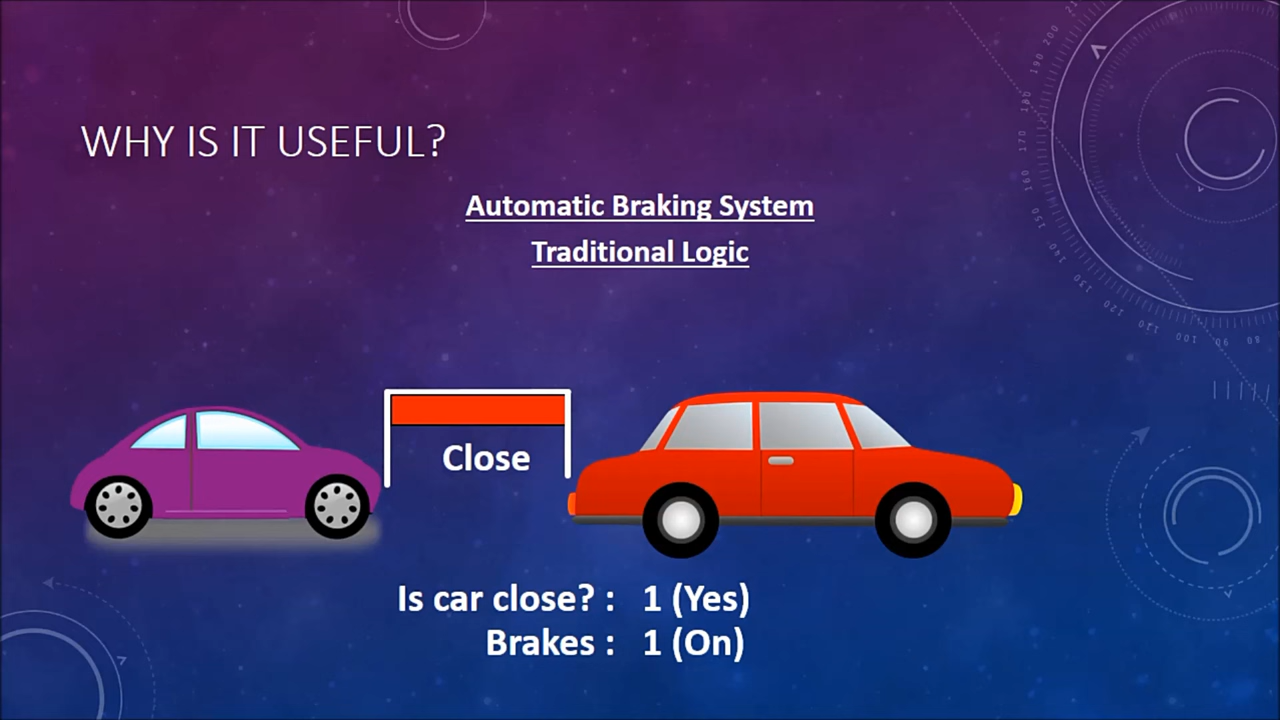 WHY IS IT USEFUL?
Automatic Braking System
Traditional Logic
Close
Is car close? : 1 (Yes)
Brakes : 1 (On)